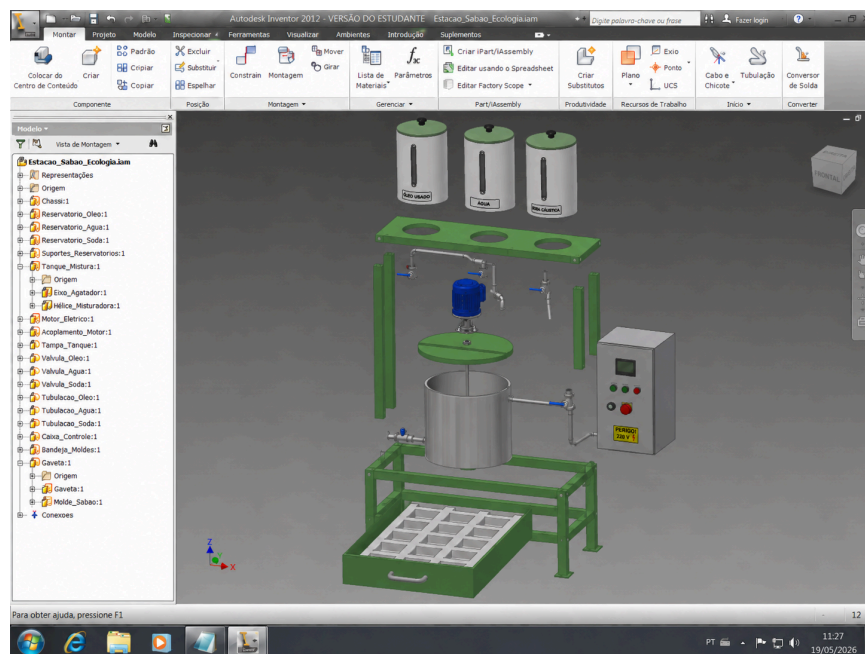 Autodesk Inventor 2012 - VERSÃO DO ESTUDANTE Estacao_Sabao_Ecologia.iam
Digite palavra-chave ou frase
Fazer login
Montar Projeto Modelo Inspecionar Ferramentas Visualizar Ambientes Introdução Suplementos
Colocar do Centro de Conteúdo
Criar
Padrão
Copiar
Copiar
Componente
Excluir
Substituir
Espelhar
Posição
Constrain
Montagem
Mover
Girar
Montagem
Lista de Materiais
Parâmetros
Gerenciar
Criar iPart/iAssembly
Editar usando o Spreadsheet
Editar Factory Scope
Part/iAssembly
Criar Substitutos
Produtividade
Plano
Eixo
Ponto
UCS
Recursos de Trabalho
Cabo e Chicote
Tubulação
Início
Conversor de Solda
Converter
Modelo
Vista de Montagem
Estacao_Sabao_Ecologia.iam
Representações
Origem
Chassi:1
Reservatorio_Oleo:1
Reservatorio_Agua:1
Reservatorio_Soda:1
Suportes_Reservatorios:1
Tanque_Mistura:1
Origem
Eixo_Agatador:1
Hélice_Misturadora:1
Motor_Eletrico:1
Acoplamento_Motor:1
Tampa_Tanque:1
Valvula_Oleo:1
Valvula_Agua:1
Valvula_Soda:1
Tubulacao_Oleo:1
Tubulacao_Agua:1
Tubulacao_Soda:1
Caixa_Controle:1
Bandeja_Moldes:1
Gaveta:1
Origem
Gaveta:1
Molde_Sabao:1
Conexoes
ÓLEO USADO
ÁGUA
SODA CÁUSTICA
FRONTAL
PERIGO!
220 V
Z
Y
X
Para obter ajuda, pressione F1
12
PT
11:27
19/05/2026